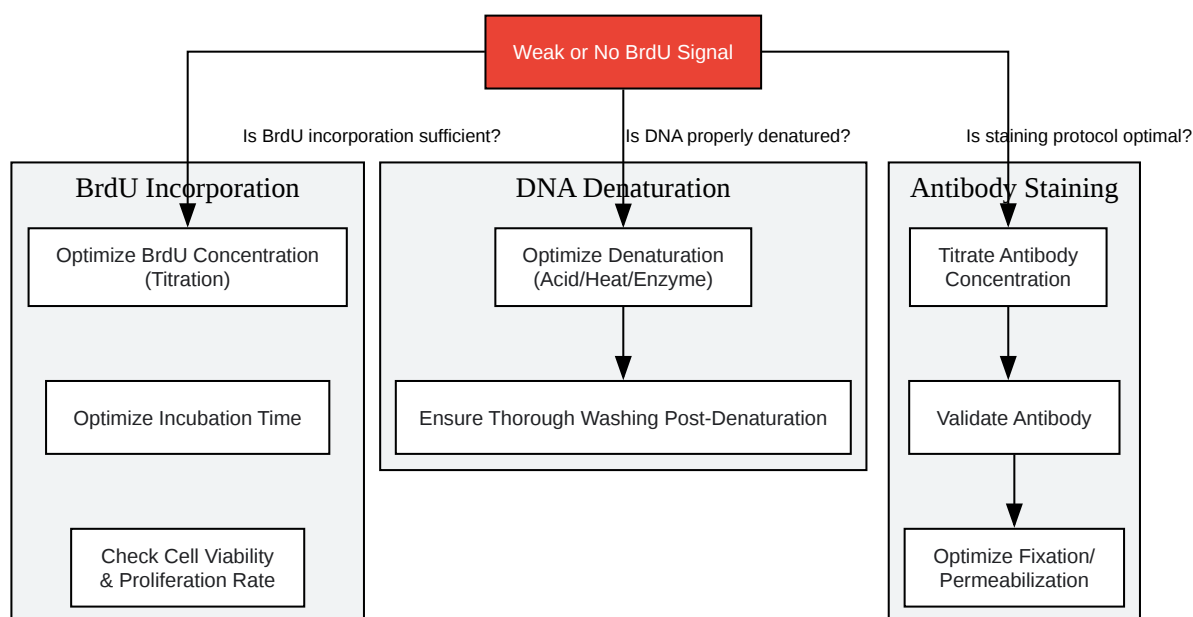 Weak or No BrdU Signal
Is BrdU incorporation sufficient?
Is DNA properly denatured?
Is staining protocol optimal?
BrdU Incorporation
Optimize BrdU Concentration
(Titration)
Optimize Incubation Time
Check Cell Viability
& Proliferation Rate
DNA Denaturation
Optimize Denaturation
(Acid/Heat/Enzyme)
Ensure Thorough Washing Post-Denaturation
Antibody Staining
Titrate Antibody
Concentration
Validate Antibody
Optimize Fixation/
Permeabilization